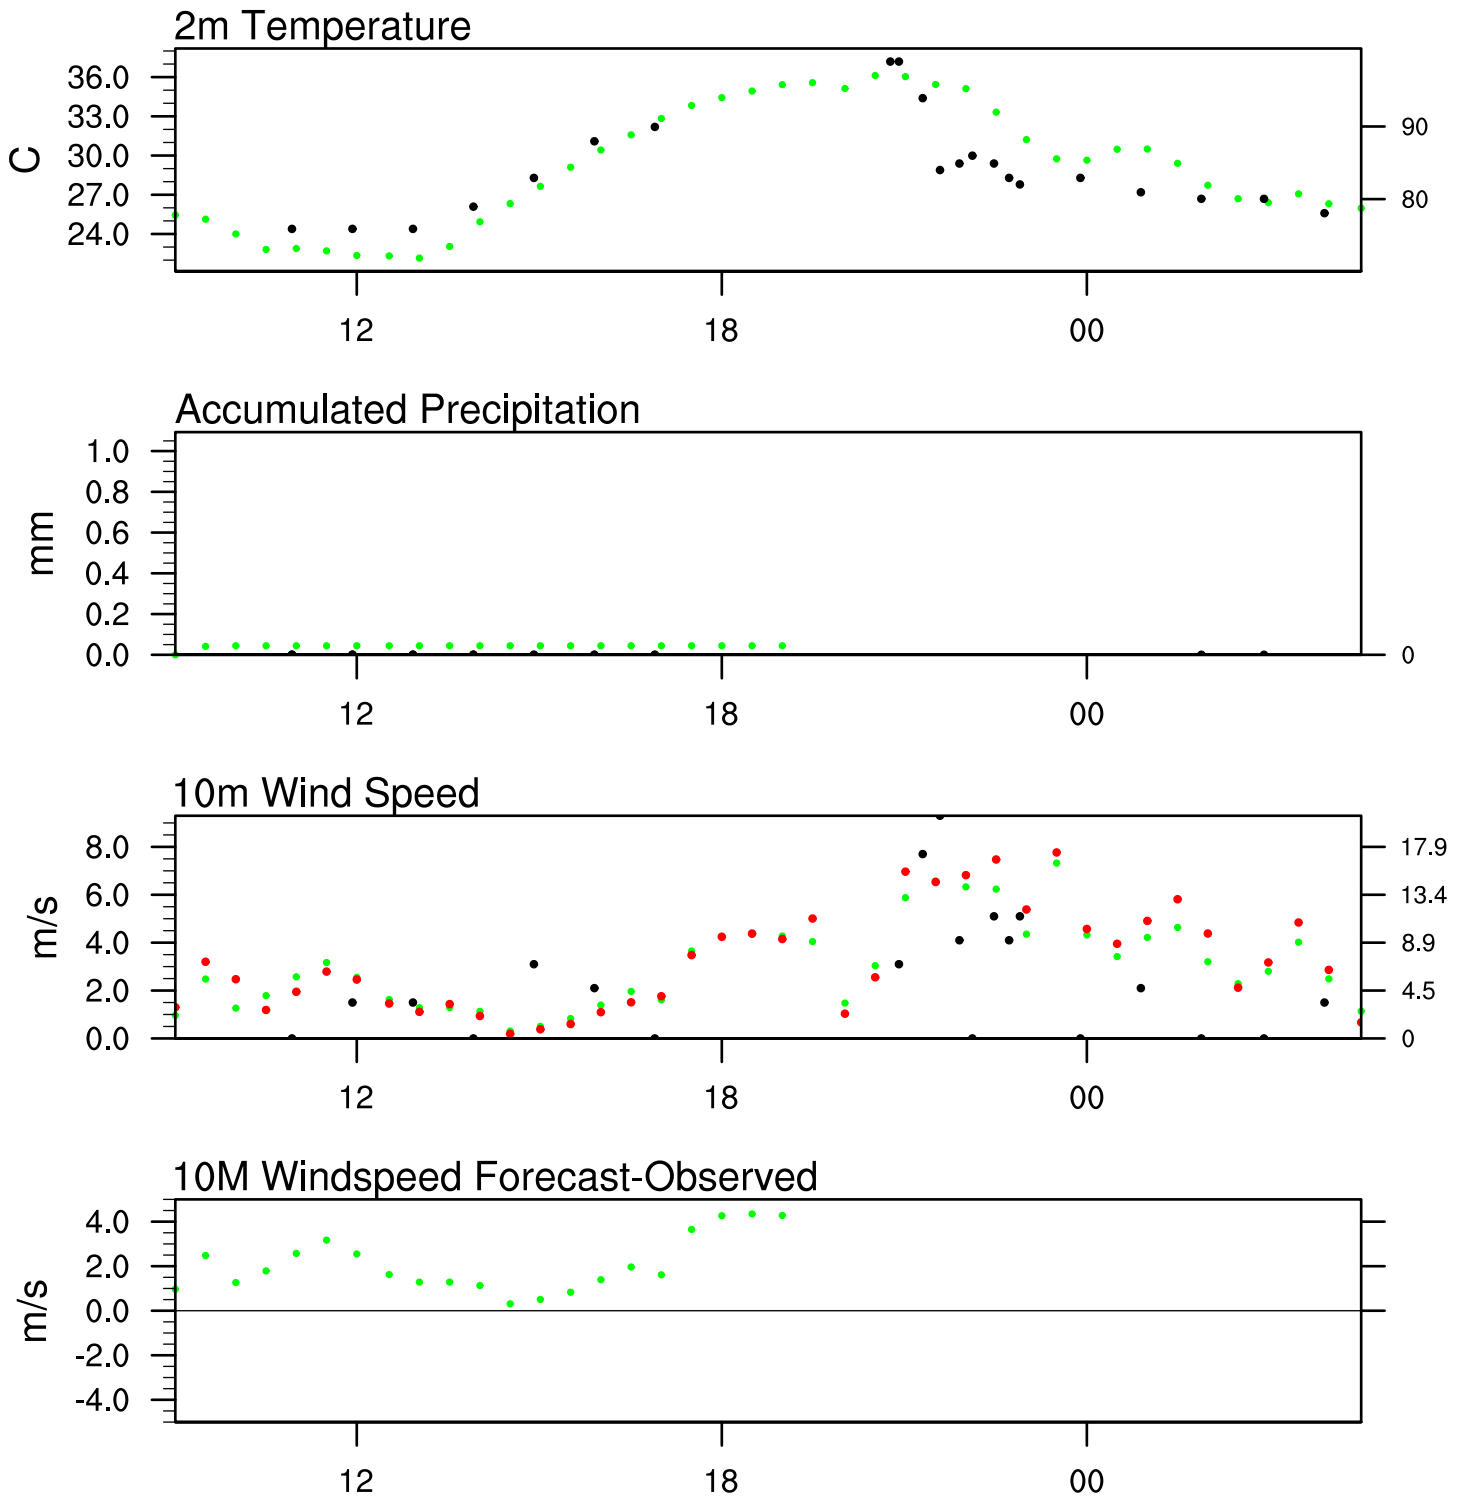 2m Temperature
36.0
33.0
30.0
27.0
24.0
C
90
80
12 18 00
Accumulated Precipitation
1.0
0.8
0.6
0.4
0.2
0.0
mm
0
12 18 00
10m Wind Speed
8.0
6.0
4.0
2.0
0.0
m/s
17.9
13.4
8.9
4.5
0
12 18 00
10M Windspeed Forecast-Observed
4.0
2.0
0.0
-2.0
-4.0
m/s
12 18 00